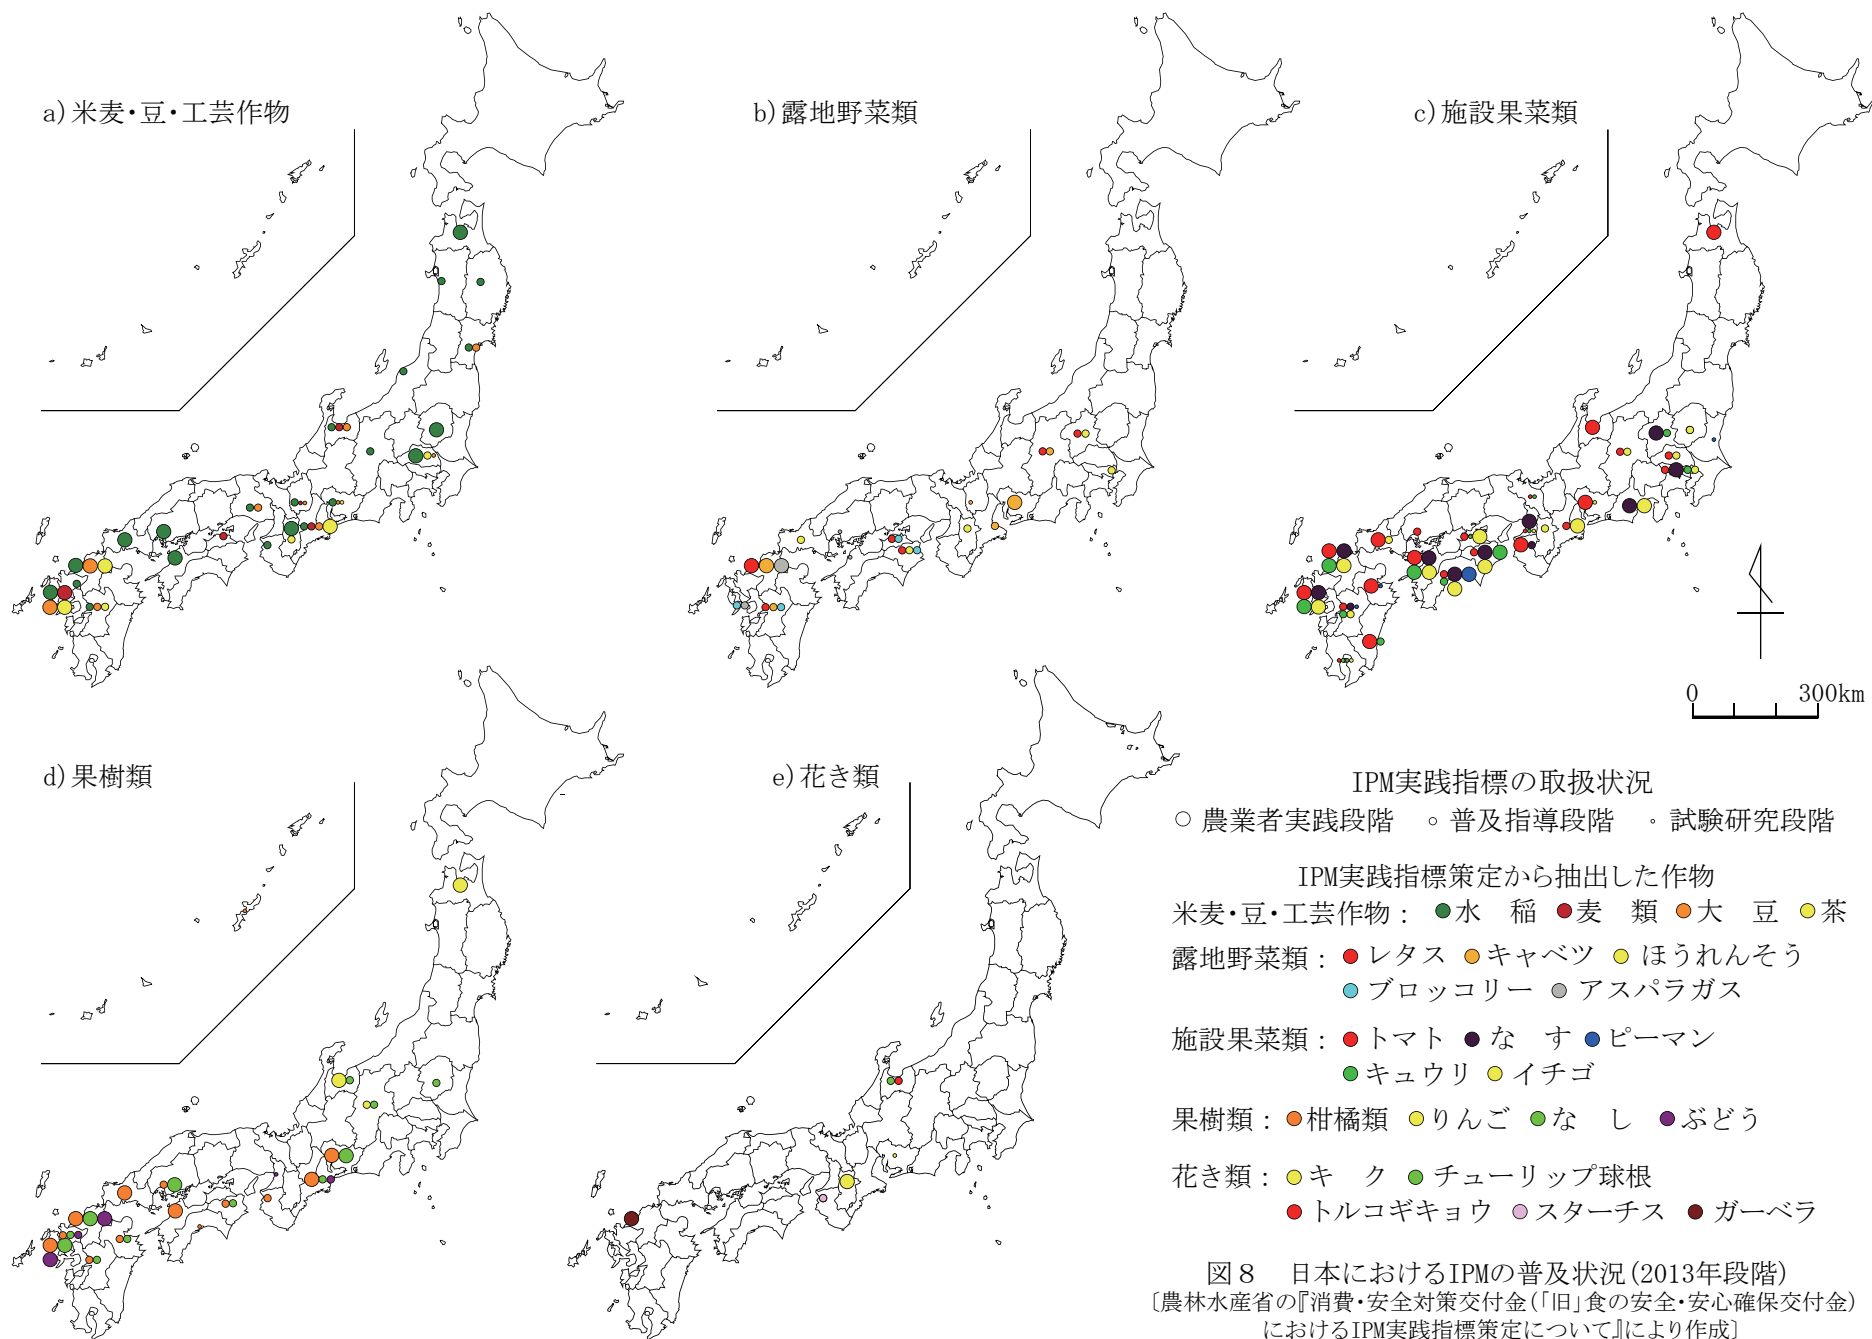 a)米麦・豆・工芸作物
b)露地野菜類
c)施設果菜類
0 300km
d)果樹類
e)花き類
IPM実践指標の取扱状況
○ 農業者実践段階 ○ 普及指導段階 ○ 試験研究段階
IPM実践指標策定から抽出した作物
米麦・豆・工芸作物： ●水　稲 ●麦　類 ●大　豆 ●茶
露地野菜類： ●レタス ●キャベツ ●ほうれんそう
●ブロッコリー ●アスパラガス
施設果菜類： ●トマト ●な　す ●ピーマン
●キュウリ ●イチゴ
果樹類： ●柑橘類 ●りんご ●な　し ●ぶどう
花き類： ●キ　ク ●チューリップ球根
●トルコギキョウ ●スターチス ●ガーベラ
図８　日本におけるIPMの普及状況(2013年段階)
〔農林水産省の『消費・安全対策交付金(「旧」食の安全・安心確保交付金)
におけるIPM実践指標策定について』により作成〕